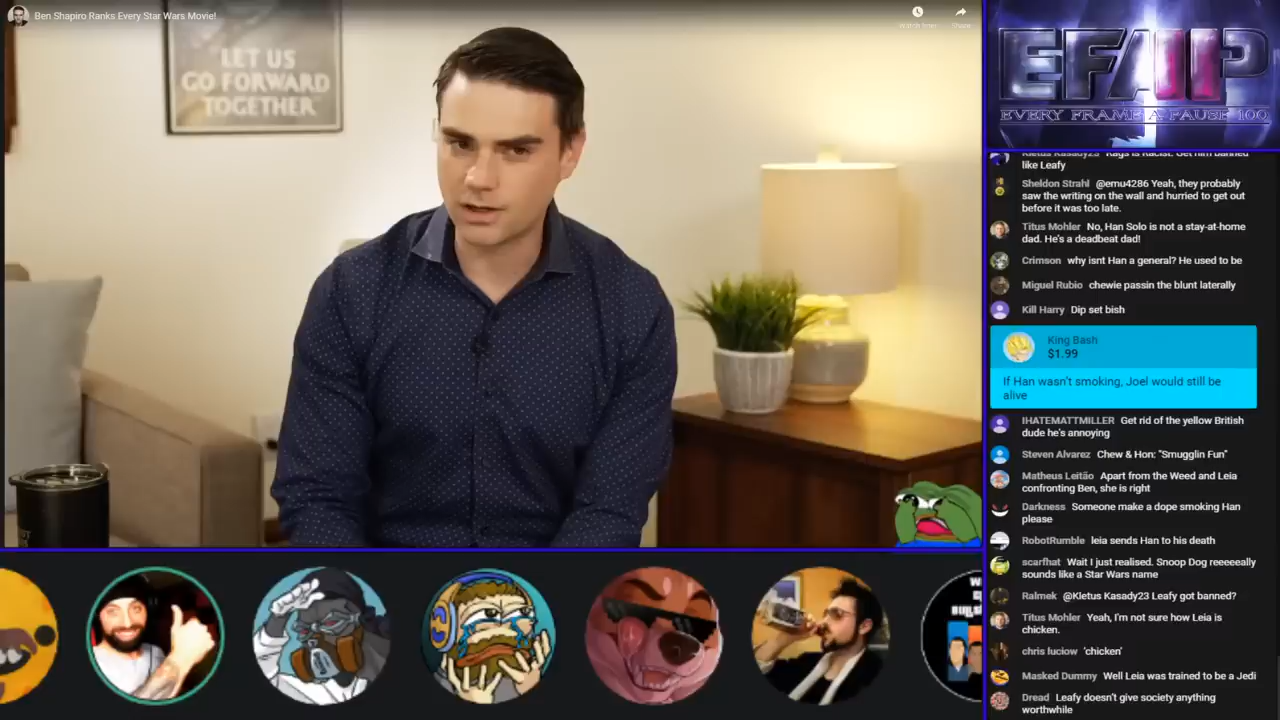 Ben Shapiro Ranks Every Star Wars Movie!
Watch later
Share
LET US
GO FORWARD
TOGETHER
EFAP
EVERY FRAME A PAUSE 100
Kletus Kasady23 Rags is Racist. Get him banned
like Leafy
Sheldon Strahl @emu4286 Yeah, they probably
saw the writing on the wall and hurried to get out
before it was too late.
Titus Mohler No, Han Solo is not a stay-at-home
dad. He's a deadbeat dad!
Crimson why isnt Han a general? He used to be
Miguel Rubio chewie passin the blunt laterally
Kill Harry Dip set bish
King Bash
$1.99
If Han wasn't smoking, Joel would still be
alive
IHATEMATTMILLER Get rid of the yellow British
dude he's annoying
Steven Alvarez Chew & Hon: "Smugglin Fun"
Matheus Leitão Apart from the Weed and Leia
confronting Ben, she is right
Darkness Someone make a dope smoking Han
please
RobotRumble leia sends Han to his death
scarfhat Wait I just realised. Snoop Dog reeeeeally
sounds like a Star Wars name
Ralmek @Kletus Kasady23 Leafy got banned?
Titus Mohler Yeah, I'm not sure how Leia is
chicken.
chris luciow 'chicken'
Masked Dummy Well Leia was trained to be a Jedi
Dread Leafy doesn't give society anything
worthwhile